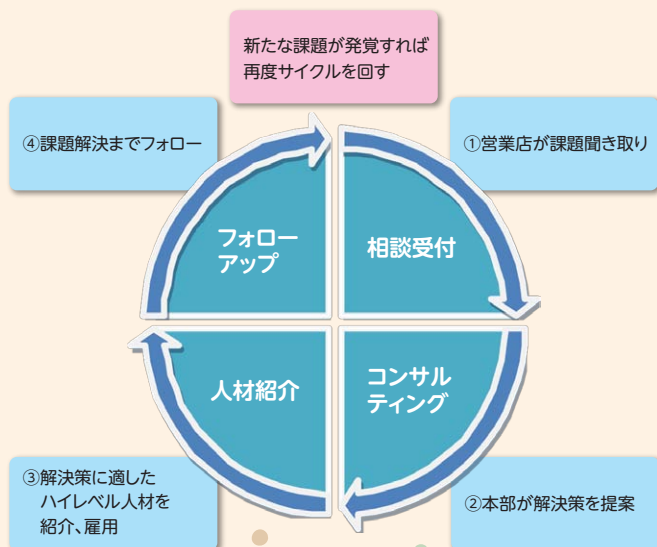 新たな課題が発覚すれば
再度サイクルを回す
④課題解決までフォロー
①営業店が課題聞き取り
フォロー
アップ
相談受付
人材紹介
コンサル
ティング
③解決策に適した
ハイレベル人材を
紹介、雇用
②本部が解決策を提案